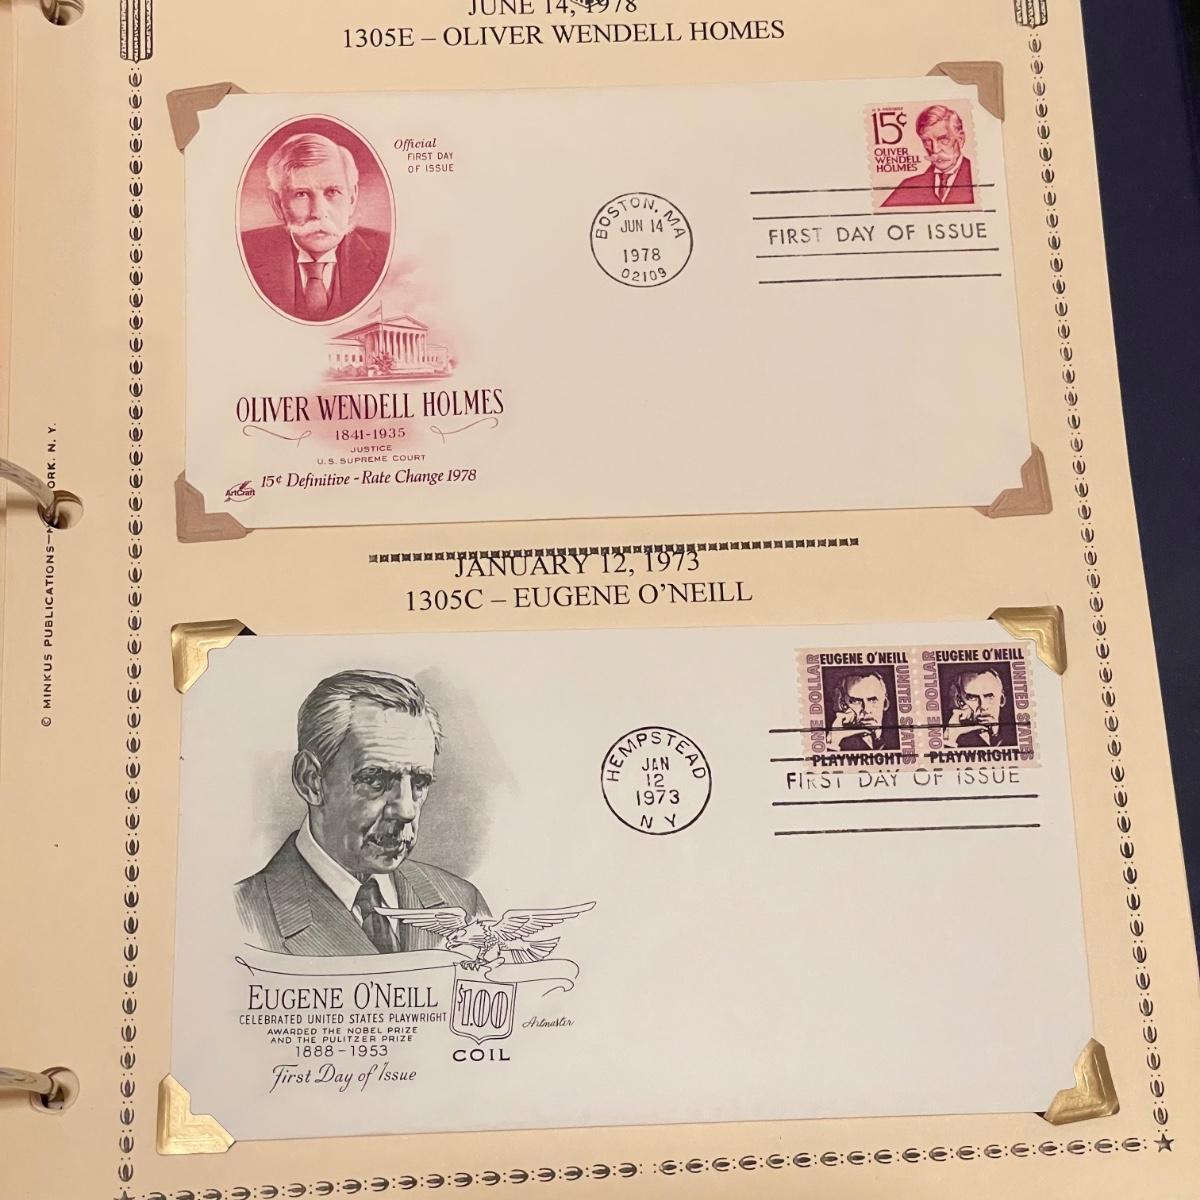 JUNE 14, 1978
1305E – OLIVER WENDELL HOMES
Official
FIRST DAY
OF ISSUE
15¢
OLIVER
WENDELL
HOLMES
BOSTON, MA
JUN 14
1978
02109
FIRST DAY OF ISSUE
OLIVER WENDELL HOLMES
1841-1935
JUSTICE
U.S. SUPREME COURT
15¢ Definitive - Rate Change 1978
ArtCraft
JANUARY 12, 1973
1305C – EUGENE O'NEILL
EUGENE O'NEILL
ONE DOLLAR
UNITED STATES
PLAYWRIGHT
EUGENE O'NEILL
ONE DOLLAR
UNITED STATES
PLAYWRIGHT
HEMPSTEAD
JAN
12
1973
N Y
FIRST DAY OF ISSUE
EUGENE O'NEILL
CELEBRATED UNITED STATES PLAYWRIGHT
AWARDED THE NOBEL PRIZE
AND THE PULITZER PRIZE
1888-1953
First Day of Issue
$1.00
COIL
Artmaster
© MINKUS PUBLICATIONS— N. Y.